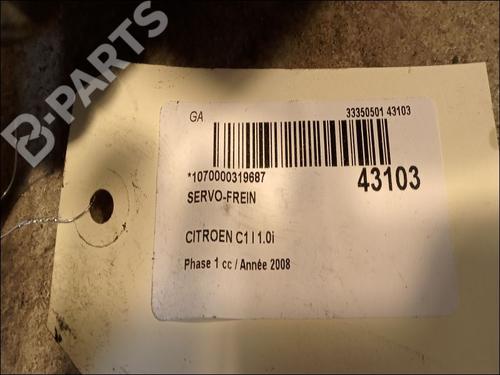 B-PARTS
GA 33350501 43103
*1070000319687 43103
SERVO-FREIN
CITROEN C1 I 1.0i
Phase 1 cc / Année 2008